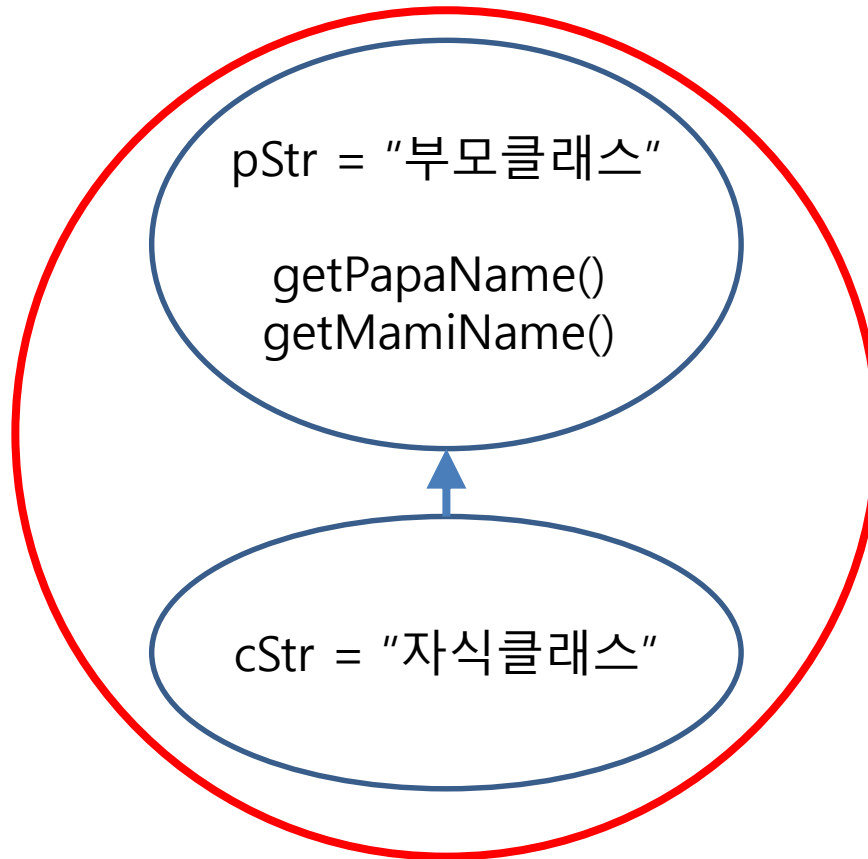 pStr = "부모클래스"
getPapaName()
getMamiName()
cStr = "자식클래스"